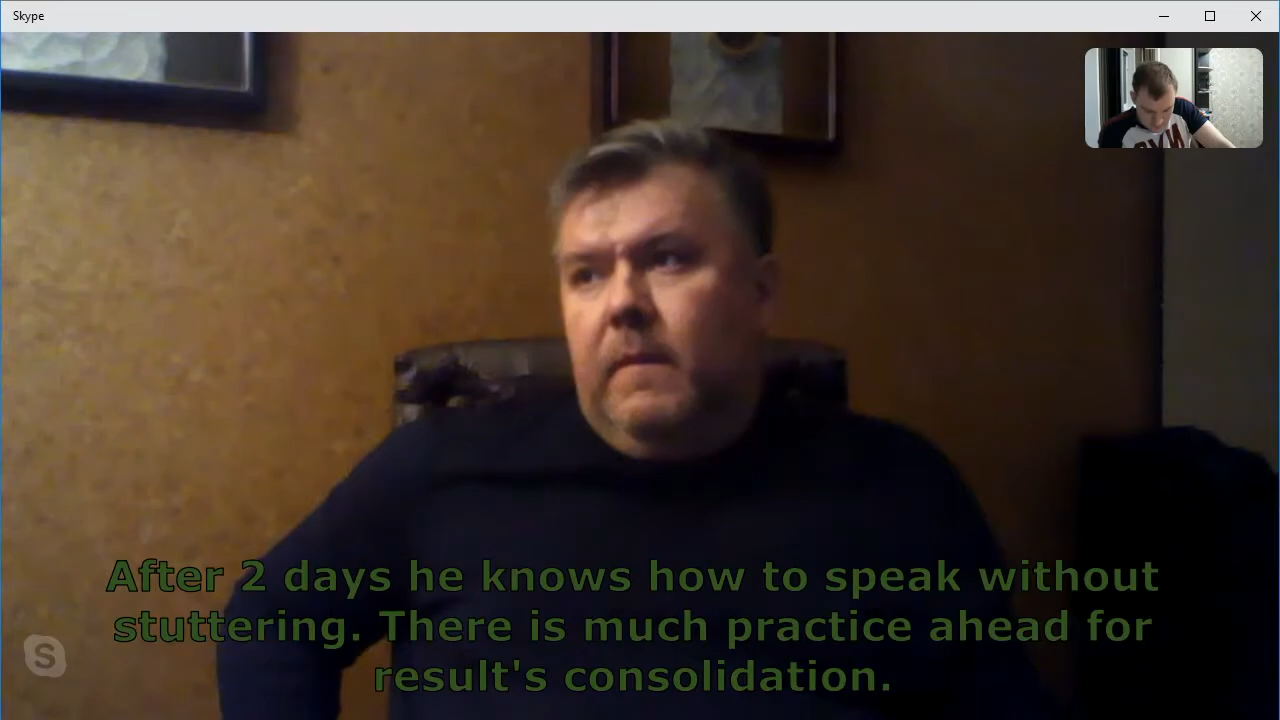 Skype
After 2 days he knows how to speak without
stuttering. There is much practice ahead for
result's consolidation.